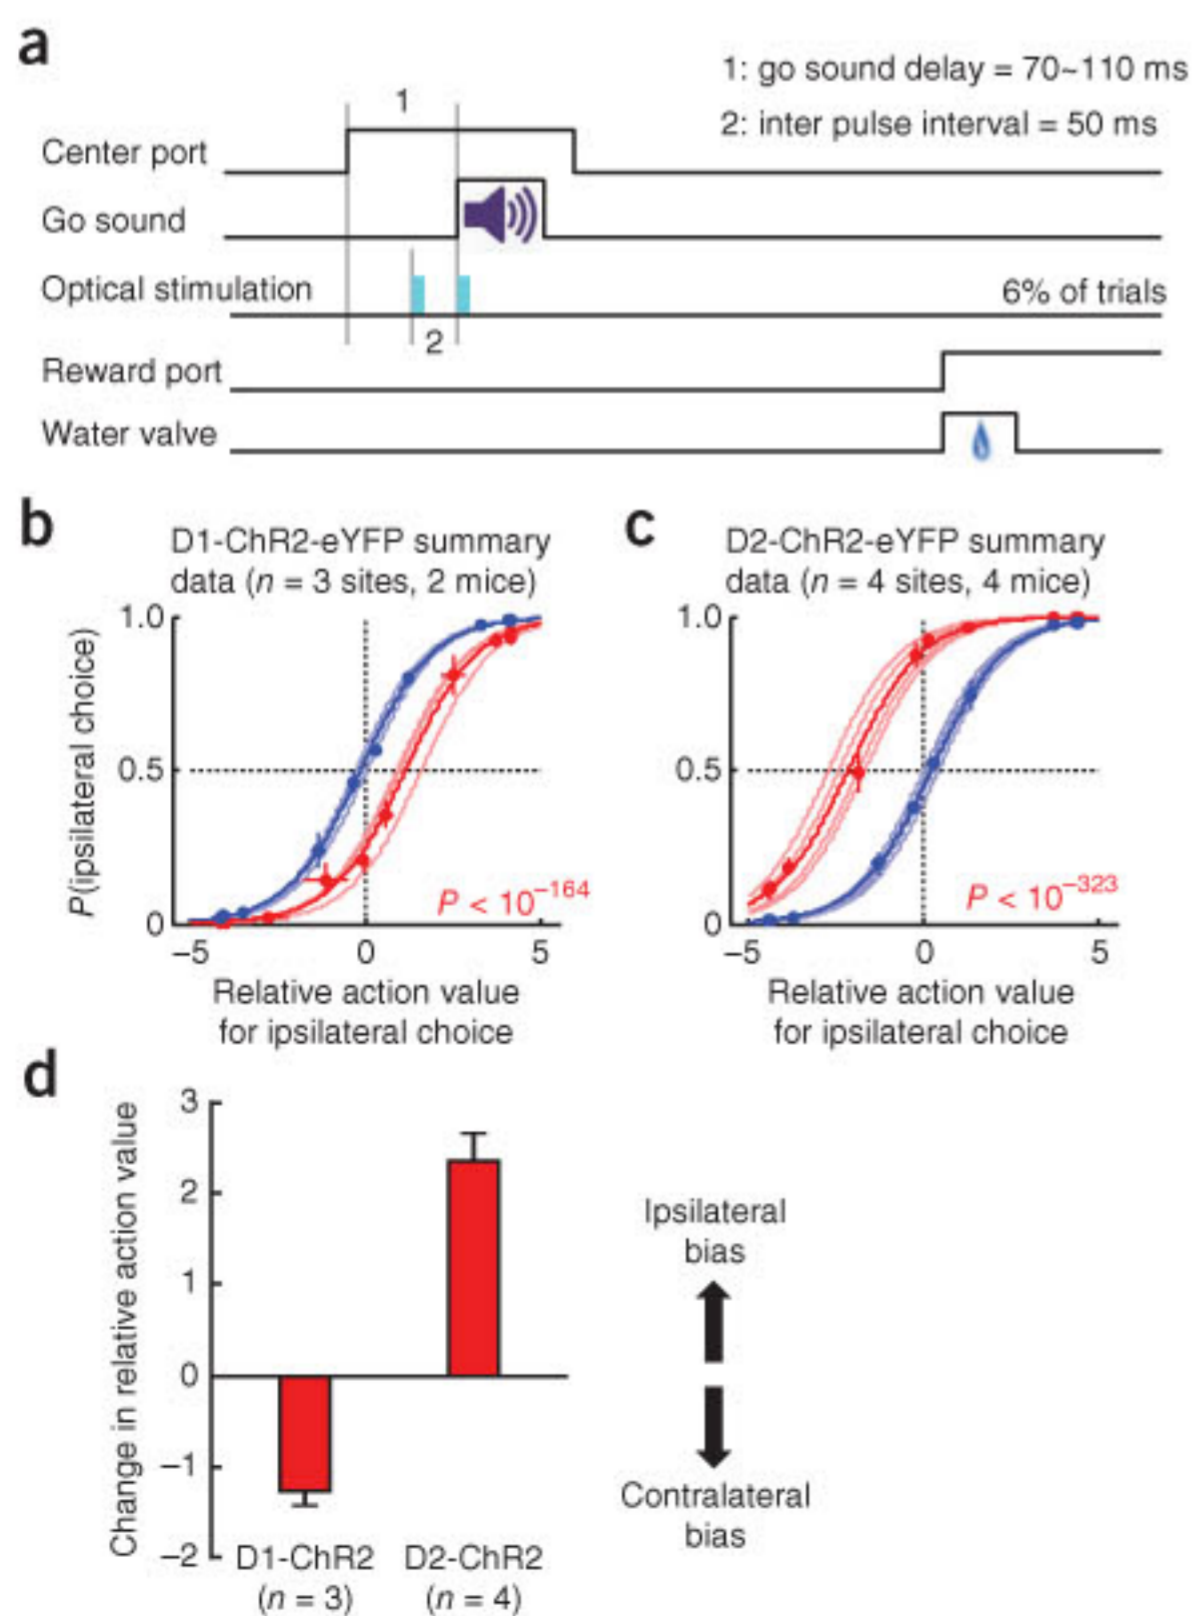 a
1: go sound delay = 70~110 ms
2: inter pulse interval = 50 ms
1
Center port
Go sound
Optical stimulation
6% of trials
2
Reward port
Water valve
b
D1-ChR2-eYFP summary
data (n = 3 sites, 2 mice)
P(ipsilateral choice)
1.0
0.5
0
P < 10⁻¹⁶⁴
–5 0 5
Relative action value
for ipsilateral choice
c
D2-ChR2-eYFP summary
data (n = 4 sites, 4 mice)
1.0
0.5
0
P < 10⁻³²³
–5 0 5
Relative action value
for ipsilateral choice
d
Change in relative action value
3
2
1
0
–1
–2
D1-ChR2
(n = 3)
D2-ChR2
(n = 4)
Ipsilateral
bias
Contralateral
bias